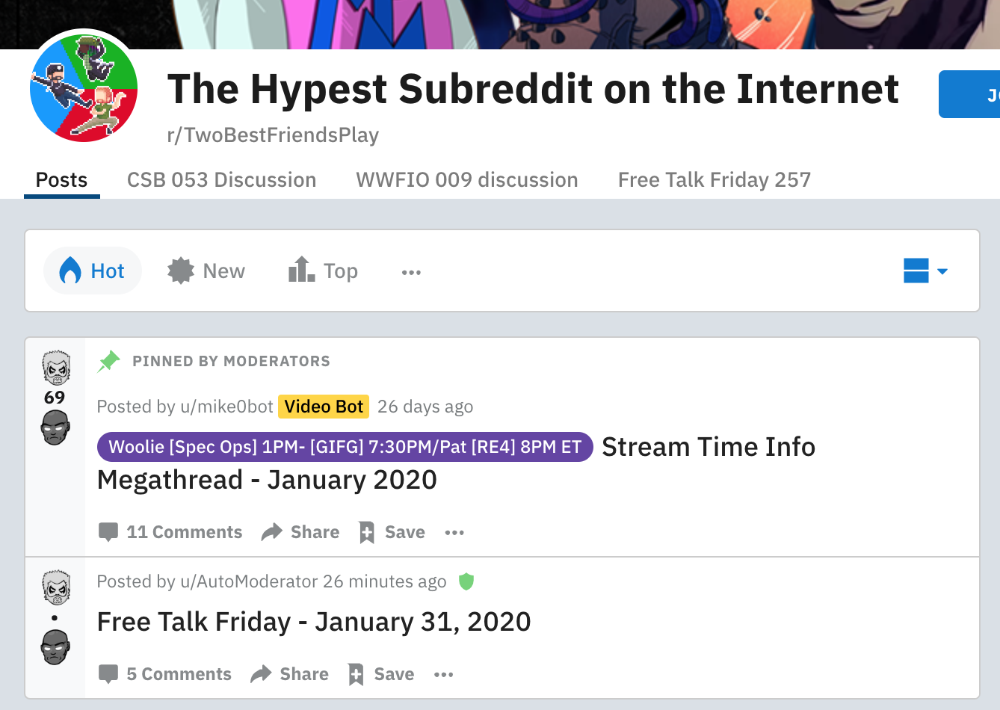 The Hypest Subreddit on the Internet
r/TwoBestFriendsPlay
Posts CSB 053 Discussion WWFIO 009 discussion Free Talk Friday 257
Hot New Top
PINNED BY MODERATORS
69
Posted by u/mike0bot Video Bot 26 days ago
Woolie [Spec Ops] 1PM- [GIFG] 7:30PM/Pat [RE4] 8PM ET Stream Time Info
Megathread - January 2020
11 Comments Share Save
Posted by u/AutoModerator 26 minutes ago
Free Talk Friday - January 31, 2020
5 Comments Share Save